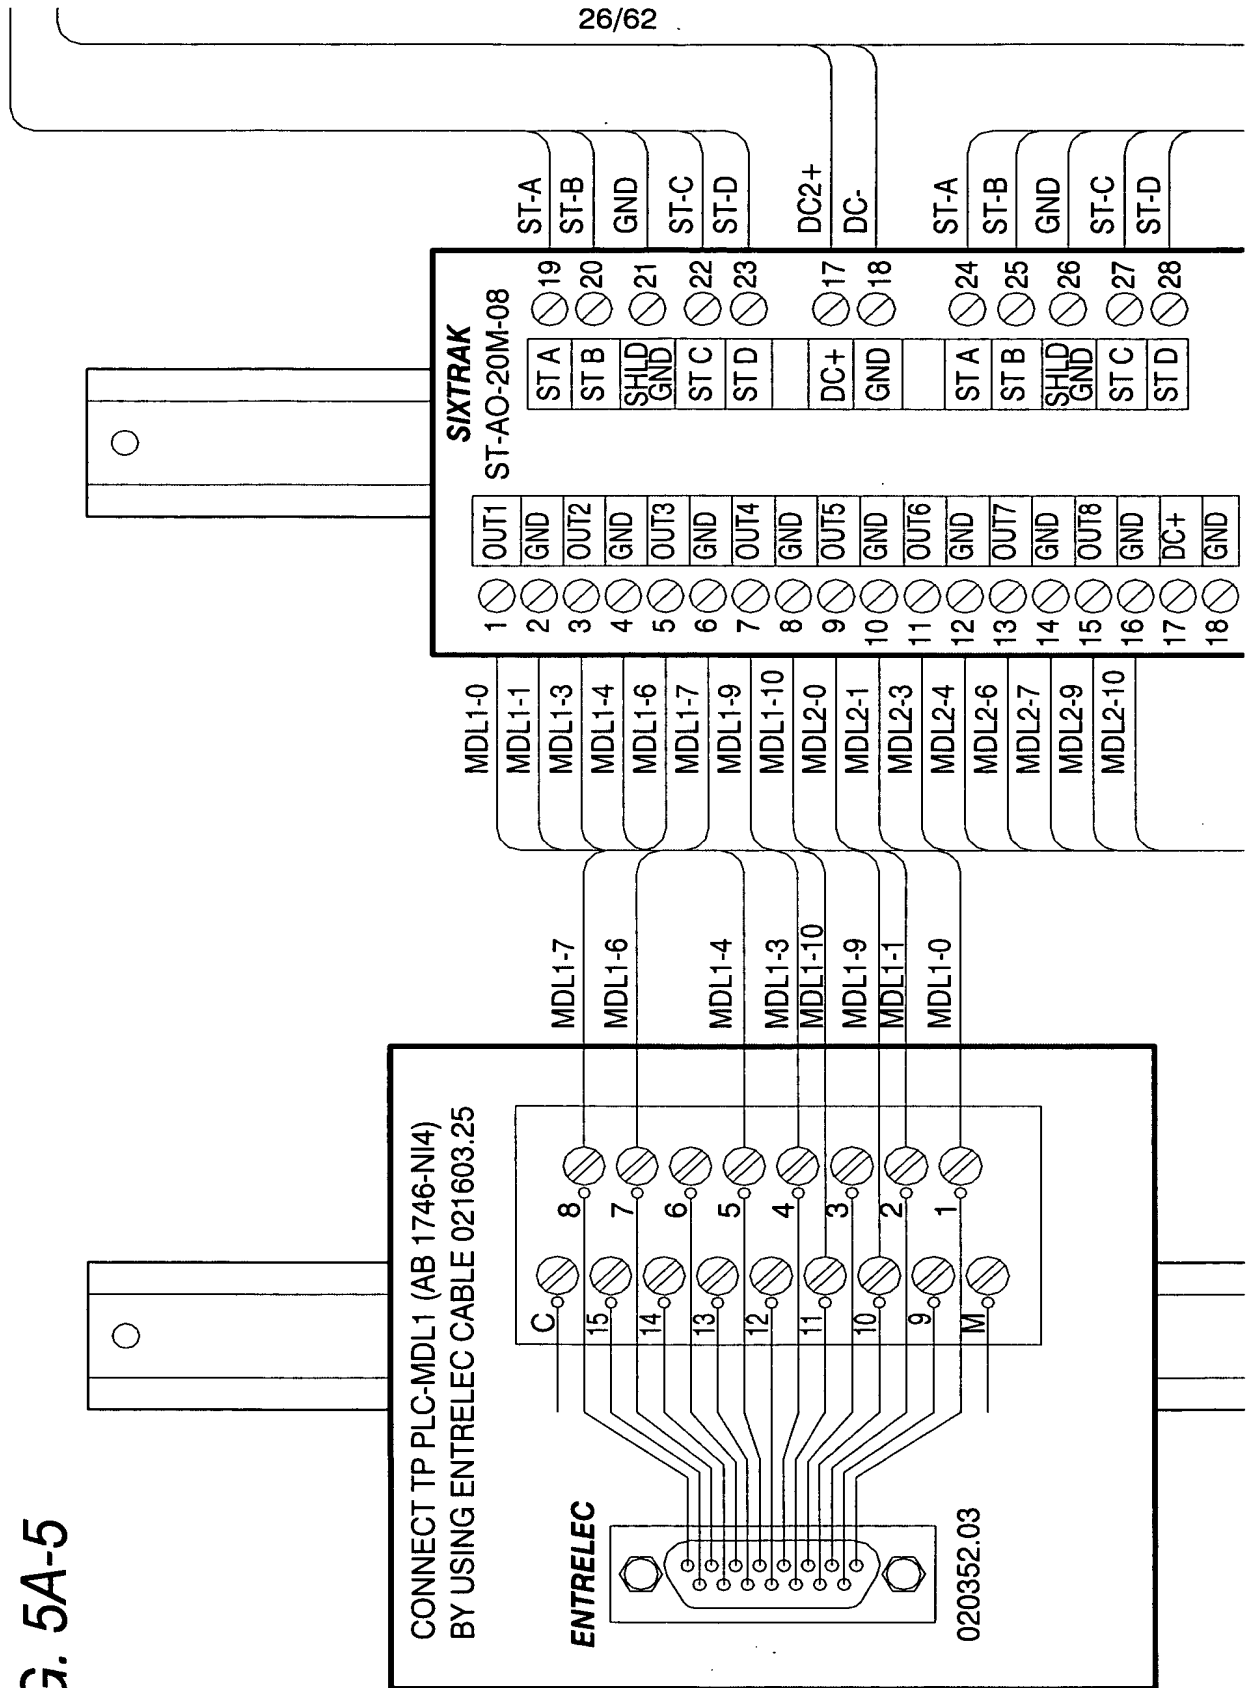 26/62
G. 5A-5
CONNECT TP PLC-MDL1 (AB 1746-NI4)
BY USING ENTRELEC CABLE 021603.25
ENTRELEC
020352.03
C
15
14
13
12
11
10
9
M
8
7
6
5
4
3
2
1
MDL1-7
MDL1-6
MDL1-4
MDL1-3
MDL1-10
MDL1-9
MDL1-1
MDL1-0
MDL1-0
MDL1-1
MDL1-3
MDL1-4
MDL1-6
MDL1-7
MDL1-9
MDL1-10
MDL2-0
MDL2-1
MDL2-3
MDL2-4
MDL2-6
MDL2-7
MDL2-9
MDL2-10
SIXTRAK
ST-AO-20M-08
1 OUT1
2 GND
3 OUT2
4 GND
5 OUT3
6 GND
7 OUT4
8 GND
9 OUT5
10 GND
11 OUT6
12 GND
13 OUT7
14 GND
15 OUT8
16 GND
17 DC+
18 GND
ST A 19 ST-A
ST B 20 ST-B
SHLD
GND 21 GND
ST C 22 ST-C
ST D 23 ST-D
DC+ 17 DC2+
GND 18 DC-
ST A 24 ST-A
ST B 25 ST-B
SHLD
GND 26 GND
ST C 27 ST-C
ST D 28 ST-D